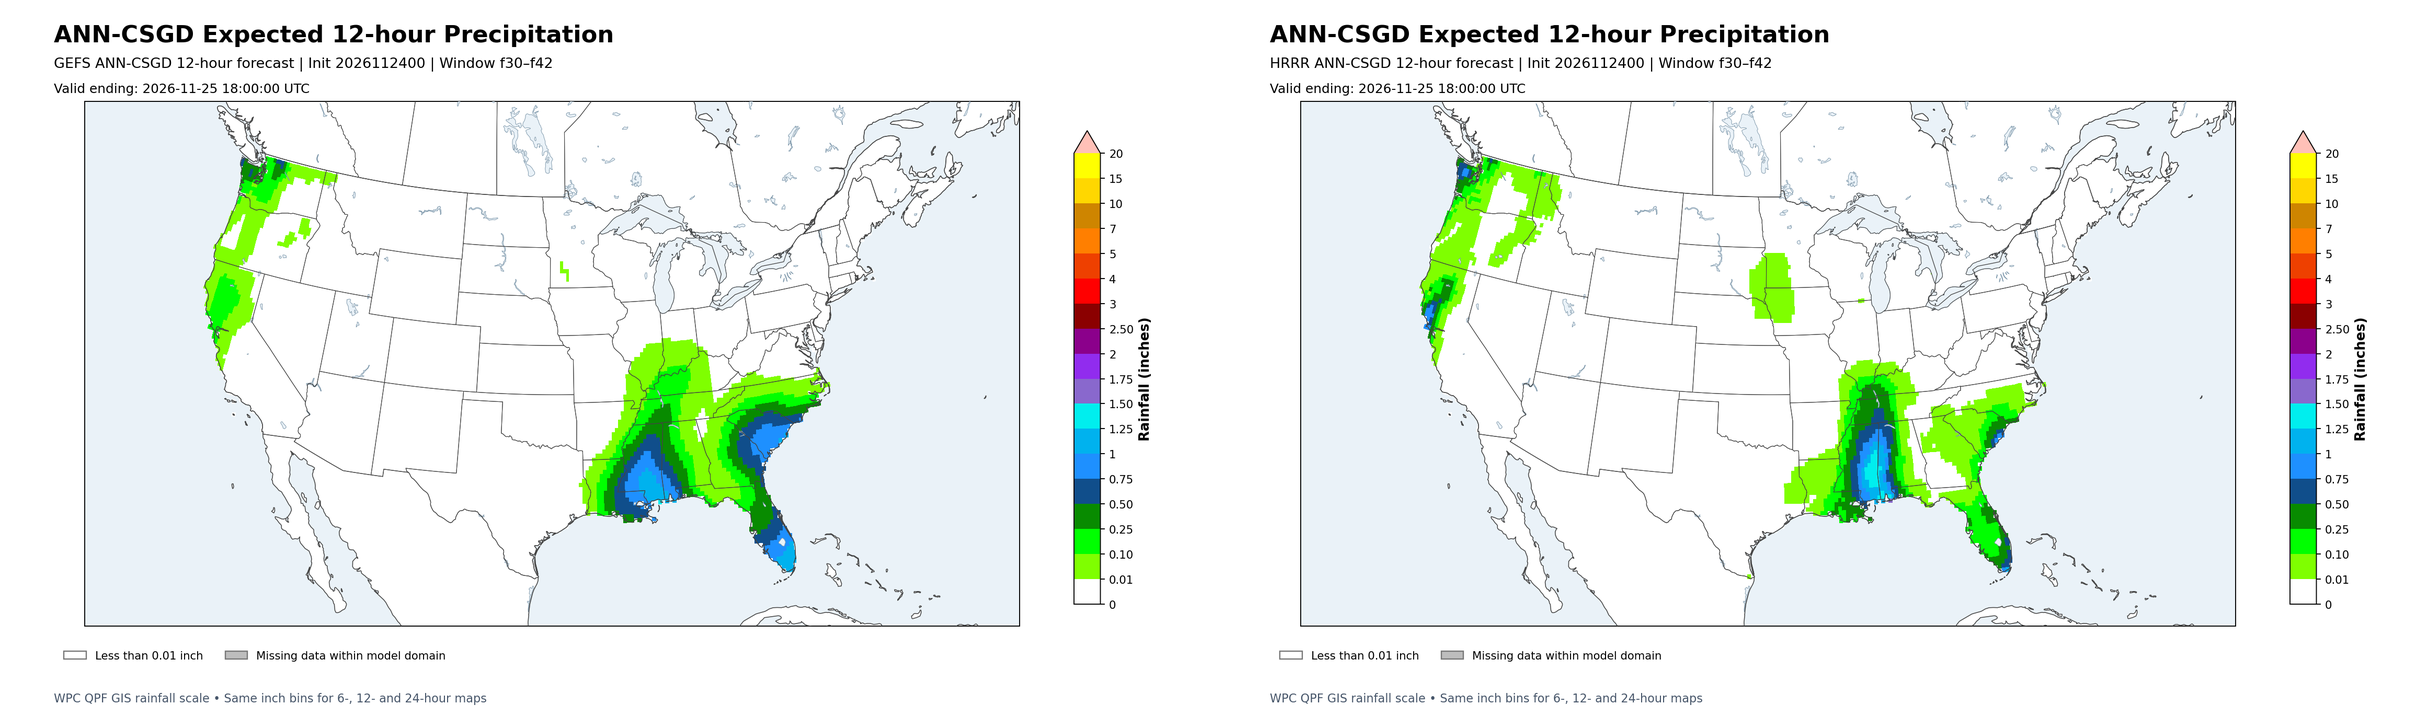 ANN-CSGD Expected 12-hour Precipitation
GEFS ANN-CSGD 12-hour forecast | Init 2026112400 | Window f30–f42
Valid ending: 2026-11-25 18:00:00 UTC
20
15
10
7
5
4
3
2.50
2
1.75
1.50
1.25
1
0.75
0.50
0.25
0.10
0.01
0
Rainfall (inches)
Less than 0.01 inch
Missing data within model domain
WPC QPF GIS rainfall scale • Same inch bins for 6-, 12- and 24-hour maps
ANN-CSGD Expected 12-hour Precipitation
HRRR ANN-CSGD 12-hour forecast | Init 2026112400 | Window f30–f42
Valid ending: 2026-11-25 18:00:00 UTC
20
15
10
7
5
4
3
2.50
2
1.75
1.50
1.25
1
0.75
0.50
0.25
0.10
0.01
0
Rainfall (inches)
Less than 0.01 inch
Missing data within model domain
WPC QPF GIS rainfall scale • Same inch bins for 6-, 12- and 24-hour maps